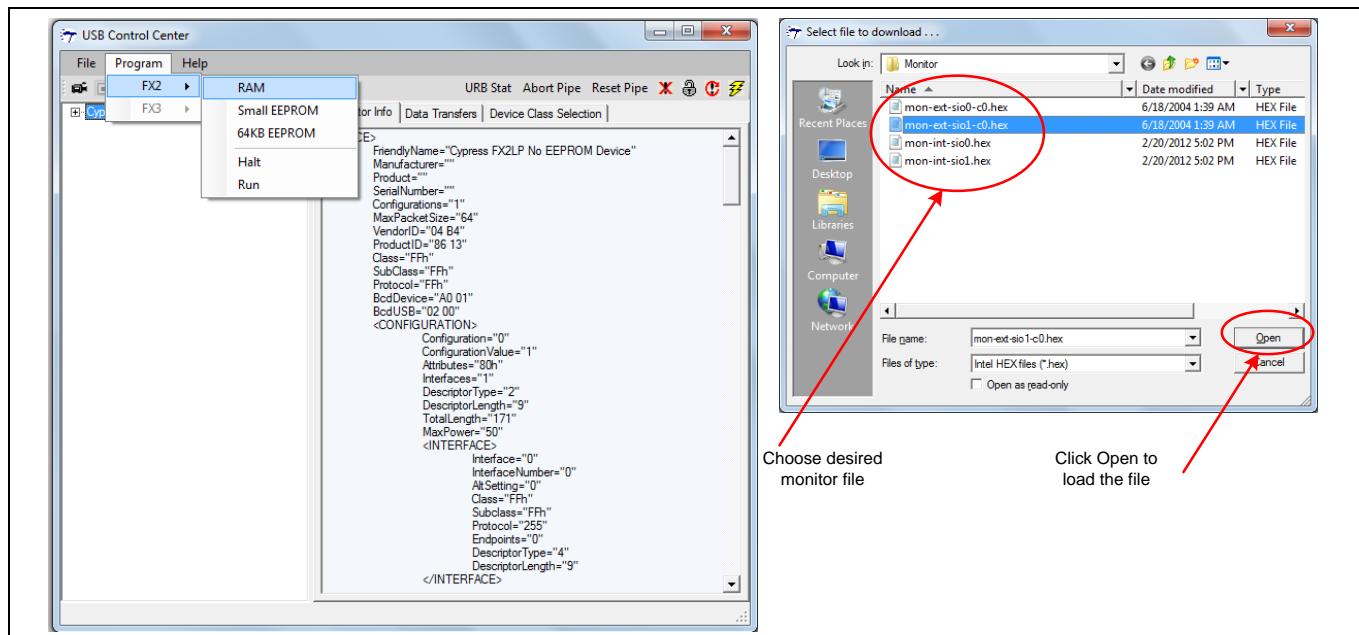 USB Control Center
File Program Help
FX2
FX3
RAM
Small EEPROM
64KB EEPROM
Halt
Run
URB Stat Abort Pipe Reset Pipe
Cyp
tor Info Data Transfers Device Class Selection
CE>
FriendlyName="Cypress FX2LP No EEPROM Device"
Manufacturer=""
Product=""
SerialNumber=""
Configurations="1"
MaxPacketSize="64"
VendorID="04 B4"
ProductID="86 13"
Class="FFh"
SubClass="FFh"
Protocol="FFh"
BcdDevice="A0 01"
BcdUSB="02 00"
<CONFIGURATION>
Configuration="0"
ConfigurationValue="1"
Attributes="80h"
Interfaces="1"
DescriptorType="2"
DescriptorLength="9"
TotalLength="171"
MaxPower="50"
<INTERFACE>
Interface="0"
InterfaceNumber="0"
AltSetting="0"
Class="FFh"
Subclass="FFh"
Protocol="255"
Endpoints="0"
DescriptorType="4"
DescriptorLength="9"
</INTERFACE>
Select file to download . . .
Look in: Monitor
Recent Places
Desktop
Libraries
Computer
Network
Name Date modified Type
mon-ext-sio0-c0.hex 6/18/2004 1:39 AM HEX File
mon-ext-sio1-c0.hex 6/18/2004 1:39 AM HEX File
mon-int-sio0.hex 2/20/2012 5:02 PM HEX File
mon-int-sio1.hex 2/20/2012 5:02 PM HEX File
File name: mon-ext-sio1-c0.hex Open
Files of type: Intel HEX files (*.hex) Cancel
Open as read-only
Choose desired
monitor file
Click Open to
load the file